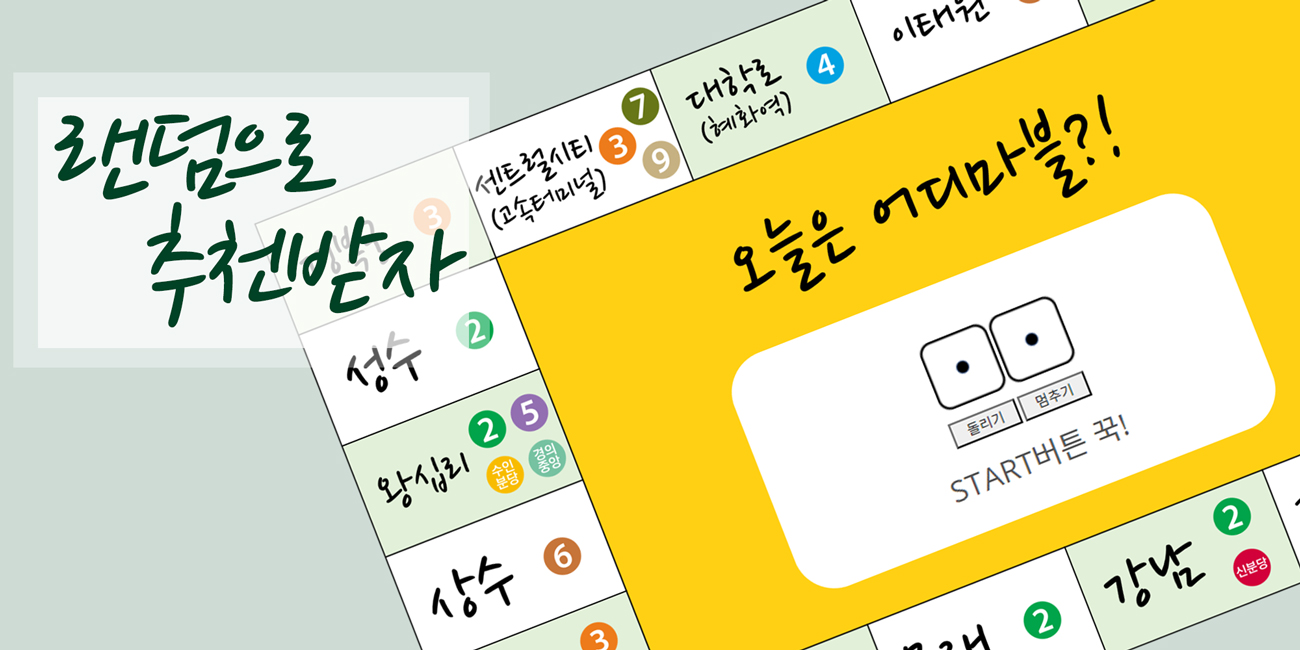 랜덤으로
추천받자
이태원
대학로
(혜화역)
4
7
센트럴시티
3
(고속터미널)
9
3
성수
2
왕십리
2
5
수인
분당
경의
중앙
상수
6
3
오늘은 어디마블?!
돌리기
멈추기
START버튼 꾹!
강남
2
신분당
2